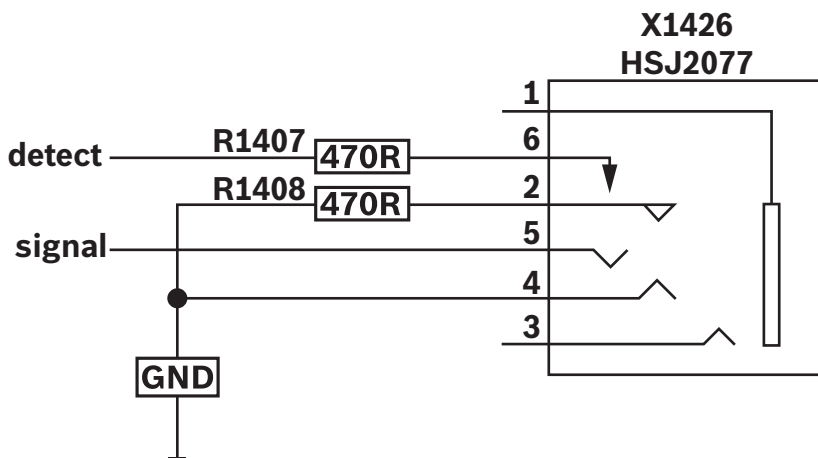 X1426
HSJ2077
1
detect R1407 470R 6
R1408 470R 2
signal 5
4
3
GND